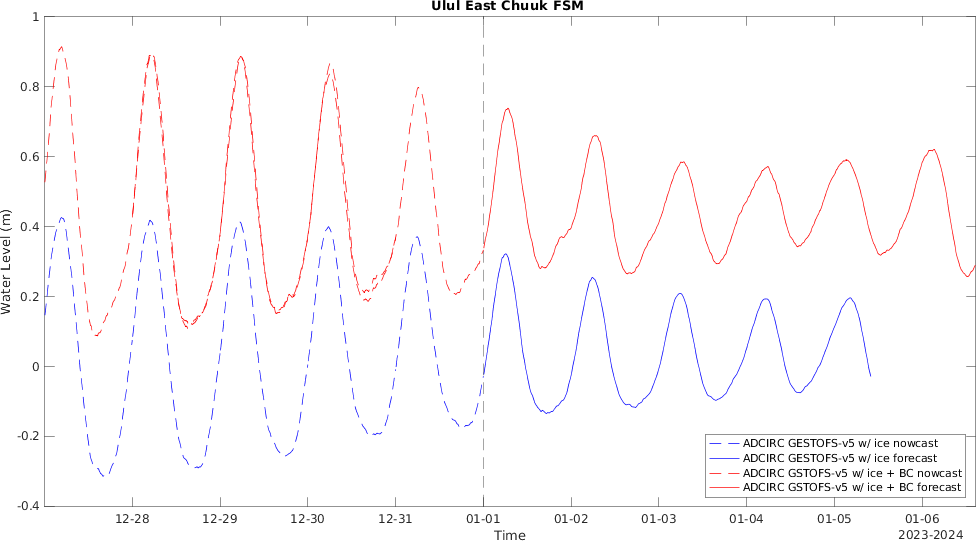 Ulul East Chuuk FSM
1
0.8
0.6
0.4
0.2
0
-0.2
-0.4
Water Level (m)
ADCIRC GESTOFS-v5 w/ ice nowcast
ADCIRC GESTOFS-v5 w/ ice forecast
ADCIRC GSTOFS-v5 w/ ice + BC nowcast
ADCIRC GSTOFS-v5 w/ ice + BC forecast
12-28 12-29 12-30 12-31 01-01 01-02 01-03 01-04 01-05 01-06
Time
2023-2024